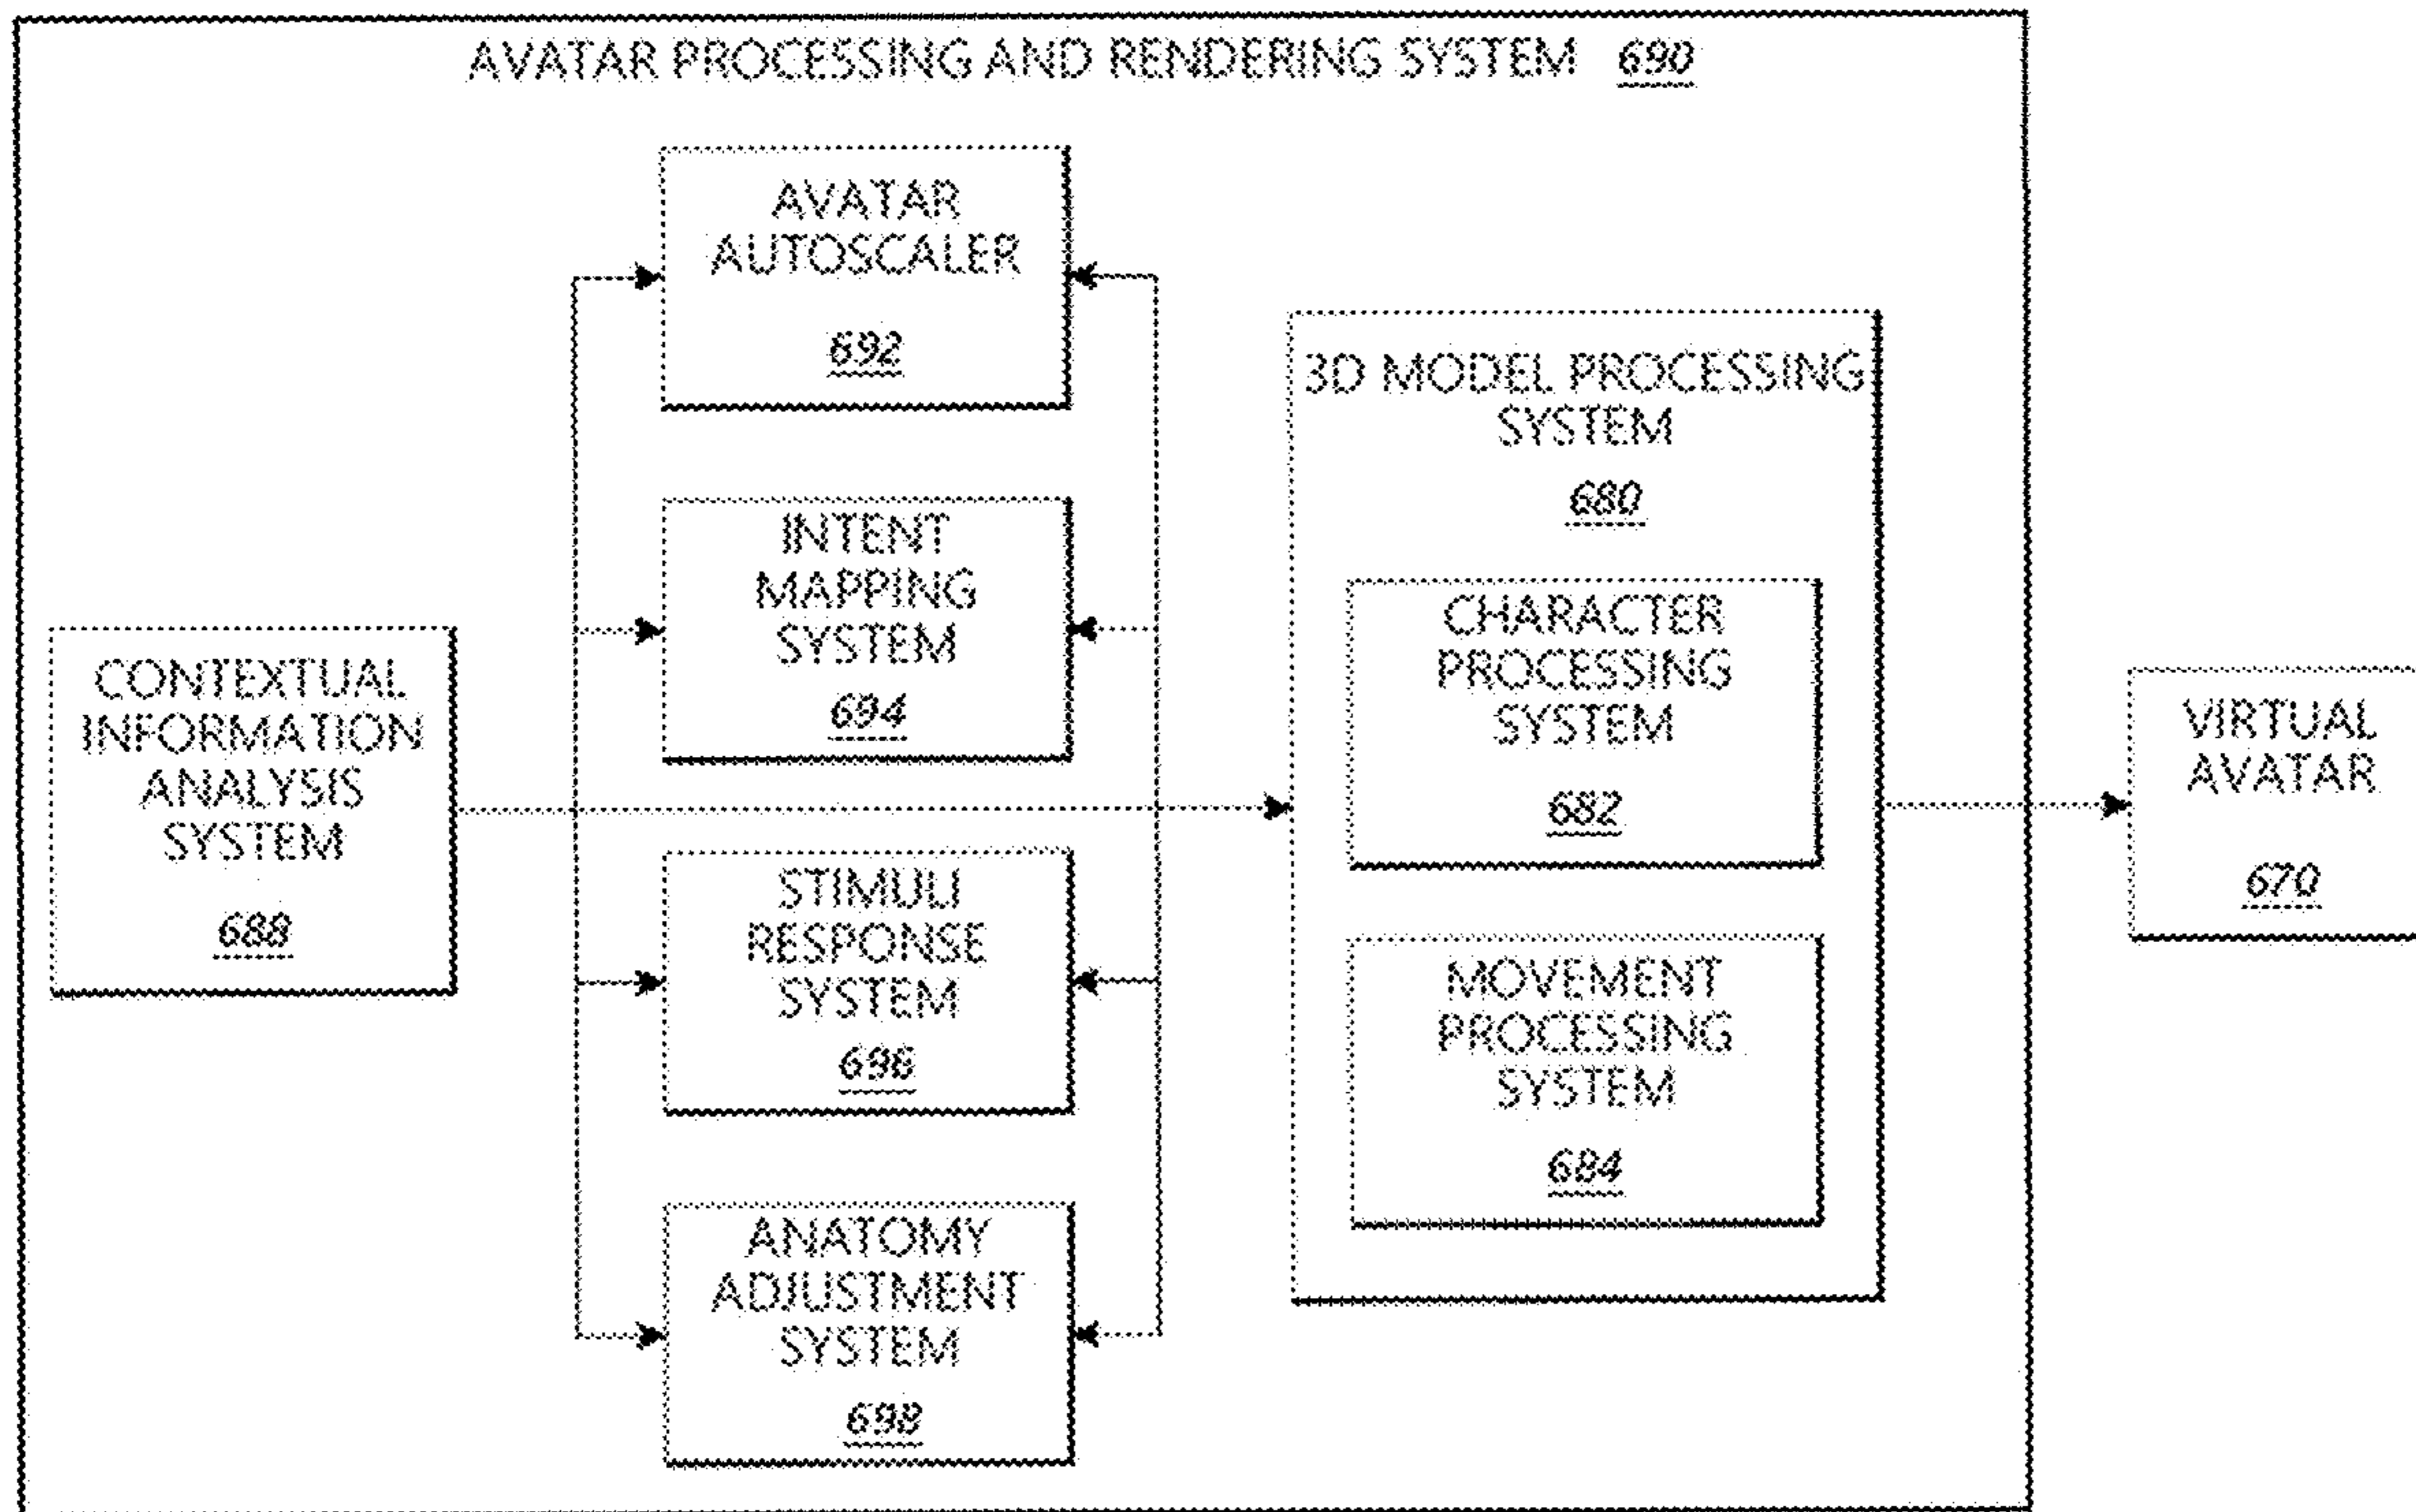 AVATAR PROCESSING AND RENDERING SYSTEM 690
AVATAR
AUTOSCALER
692
INTENT
MAPPING
SYSTEM
694
CONTEXTUAL
INFORMATION
ANALYSIS
SYSTEM
688
STIMULI
RESPONSE
SYSTEM
696
ANATOMY
ADJUSTMENT
SYSTEM
698
3D MODEL PROCESSING
SYSTEM
680
CHARACTER
PROCESSING
SYSTEM
682
MOVEMENT
PROCESSING
SYSTEM
684
VIRTUAL
AVATAR
670